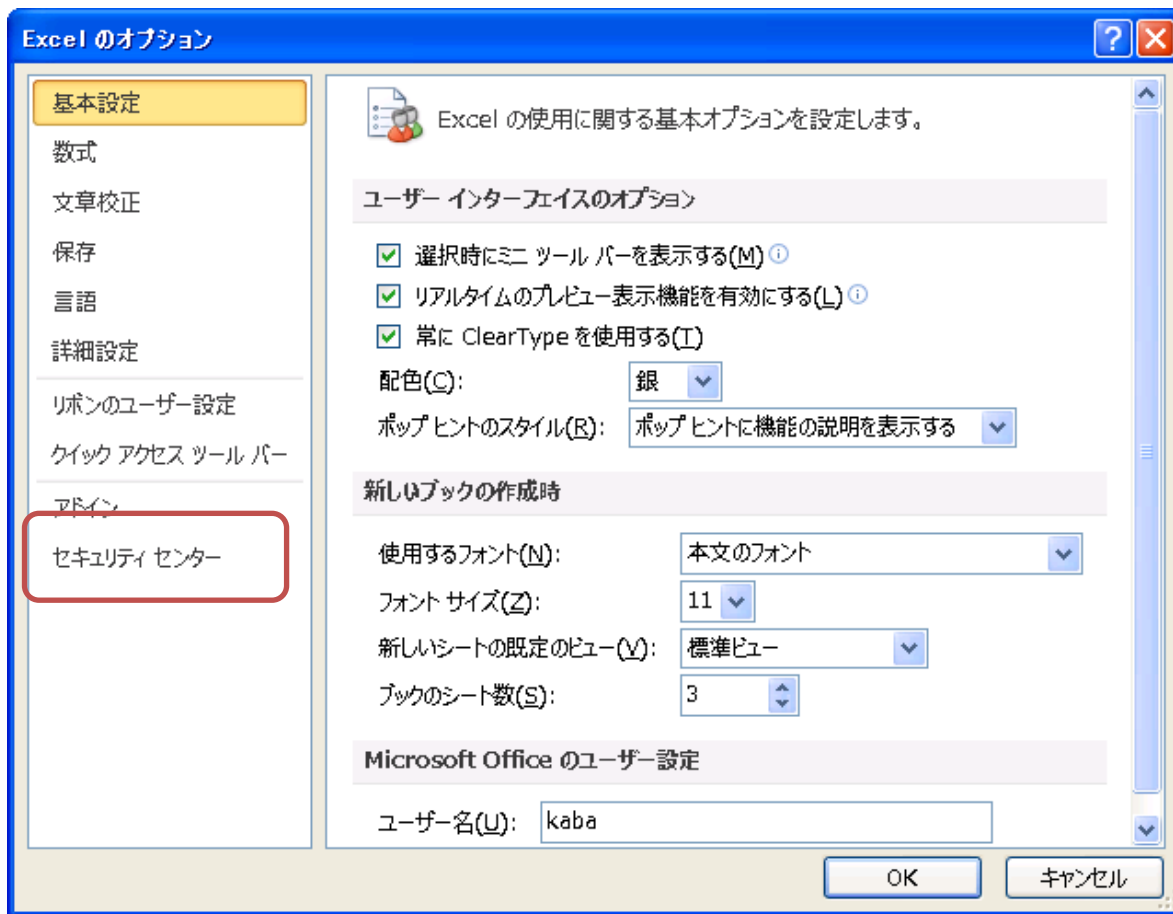 Excel のオプション
基本設定
数式
文章校正
保存
言語
詳細設定
リボンのユーザー設定
クイック アクセス ツール バー
アドイン
セキュリティ センター
Excel の使用に関する基本オプションを設定します。
ユーザー インターフェイスのオプション
選択時にミニ ツール バーを表示する(M)
リアルタイムのプレビュー表示機能を有効にする(L)
常に ClearType を使用する(T)
配色(C): 銀
ポップ ヒントのスタイル(R): ポップ ヒントに機能の説明を表示する
新しいブックの作成時
使用するフォント(N): 本文のフォント
フォント サイズ(Z): 11
新しいシートの既定のビュー(V): 標準ビュー
ブックのシート数(S): 3
Microsoft Office のユーザー設定
ユーザー名(U): kaba
OK キャンセル